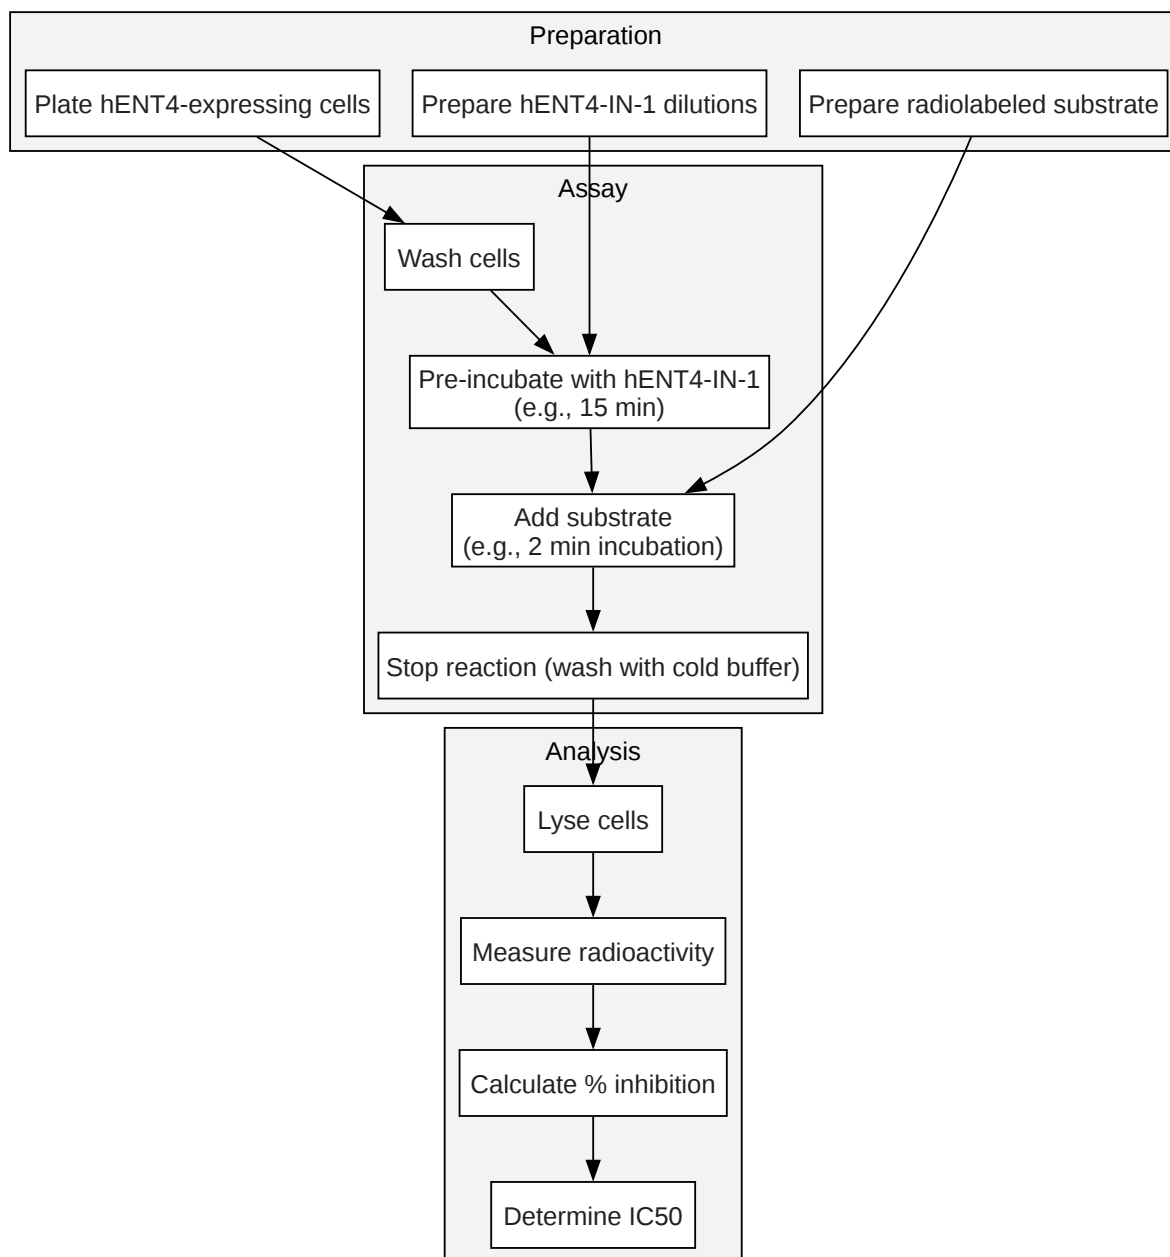 Preparation
Plate hENT4-expressing cells
Prepare hENT4-IN-1 dilutions
Prepare radiolabeled substrate
Assay
Wash cells
Pre-incubate with hENT4-IN-1
(e.g., 15 min)
Add substrate
(e.g., 2 min incubation)
Stop reaction (wash with cold buffer)
Analysis
Lyse cells
Measure radioactivity
Calculate % inhibition
Determine IC50